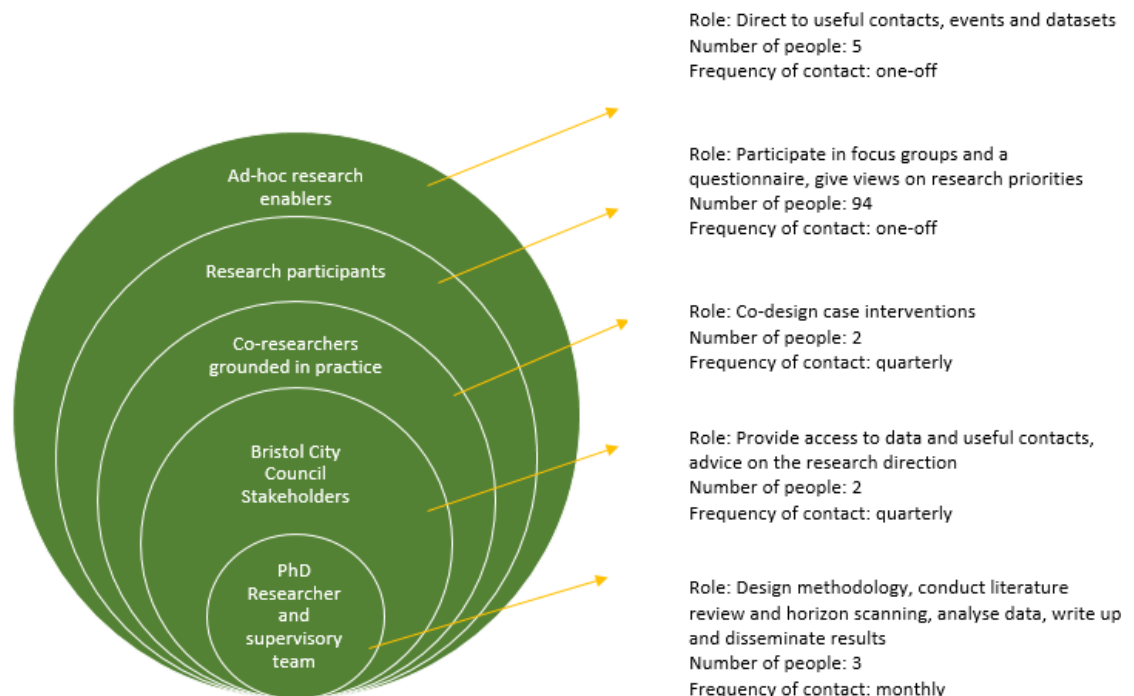 Role: Direct to useful contacts, events and datasets
Number of people: 5
Frequency of contact: one-off
Ad-hoc research
enablers
Role: Participate in focus groups and a
questionnaire, give views on research priorities
Number of people: 94
Frequency of contact: one-off
Research participants
Role: Co-design case interventions
Number of people: 2
Frequency of contact: quarterly
Co-researchers
grounded in practice
Role: Provide access to data and useful contacts,
advice on the research direction
Number of people: 2
Frequency of contact: quarterly
Bristol City
Council
Stakeholders
Role: Design methodology, conduct literature
review and horizon scanning, analyse data, write up
and disseminate results
Number of people: 3
Frequency of contact: monthly
PhD
Researcher
and
supervisory
team